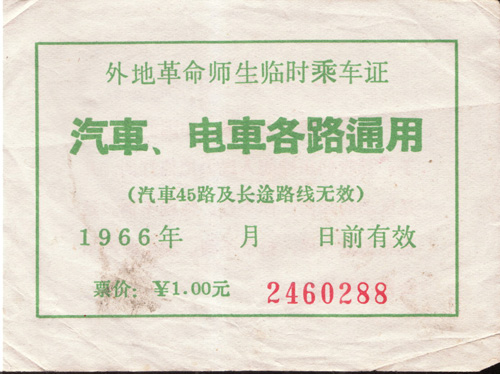 外地革命师生临时乘车证
汽車、电車各路通用
(汽車45路及长途路线无效)
1966年 月 日前有效
票价: ¥1.00元 2460288